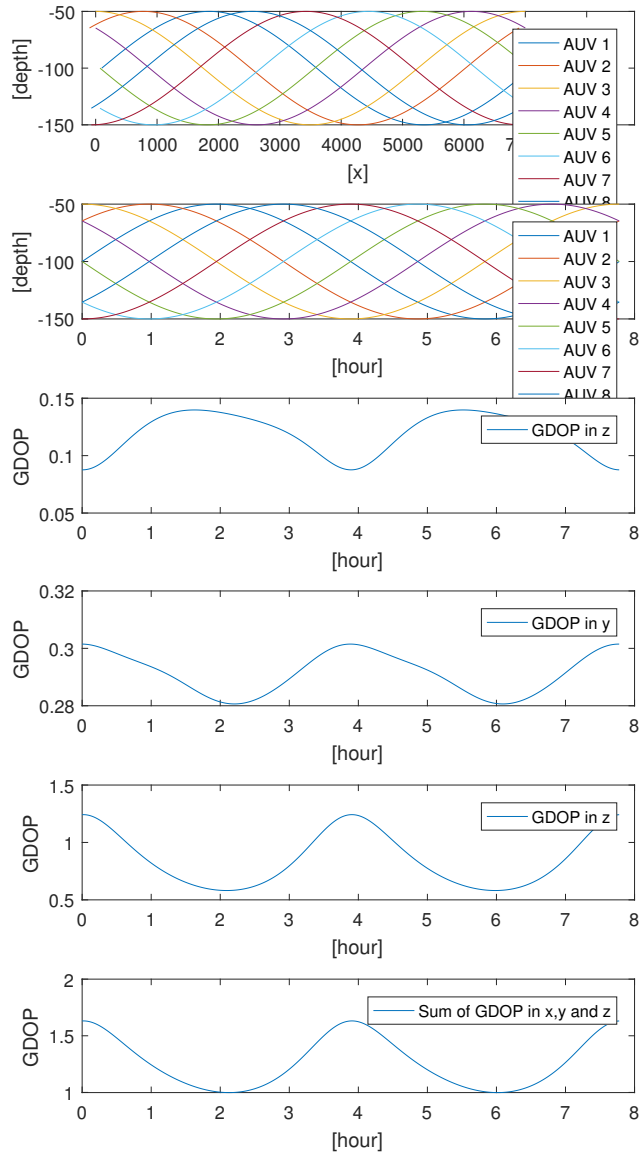 -50
-100
-150
[depth]
0 1000 2000 3000 4000 5000 6000
[x]
AUV 1
AUV 2
AUV 3
AUV 4
AUV 5
AUV 6
AUV 7
AUV 8
-50
-100
-150
[depth]
0 1 2 3 4 5 6 7 8
[hour]
AUV 1
AUV 2
AUV 3
AUV 4
AUV 5
AUV 6
AUV 7
AUV 8
0.15
0.1
0.05
GDOP
0 1 2 3 4 5 6 7 8
[hour]
GDOP in z
0.32
0.3
0.28
GDOP
0 1 2 3 4 5 6 7 8
[hour]
GDOP in y
1.5
1
0.5
GDOP
0 1 2 3 4 5 6 7 8
[hour]
GDOP in z
2
1.5
1
GDOP
0 1 2 3 4 5 6 7 8
[hour]
Sum of GDOP in x,y and z